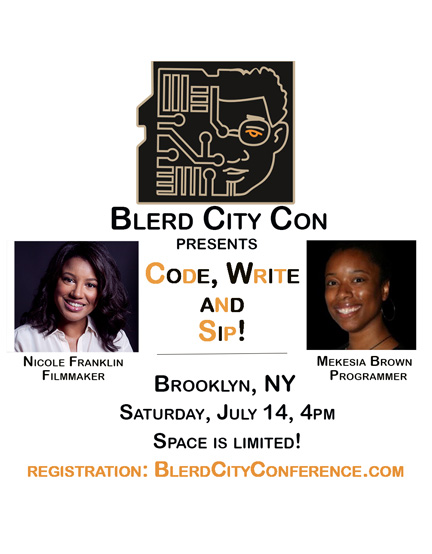 Blerd City Con
presents
Code, Write
and
Sip!
Nicole Franklin
Filmmaker
Mekesia Brown
Programmer
Brooklyn, NY
Saturday, July 14, 4pm
Space is limited!
registration: BlerdCityConference.com